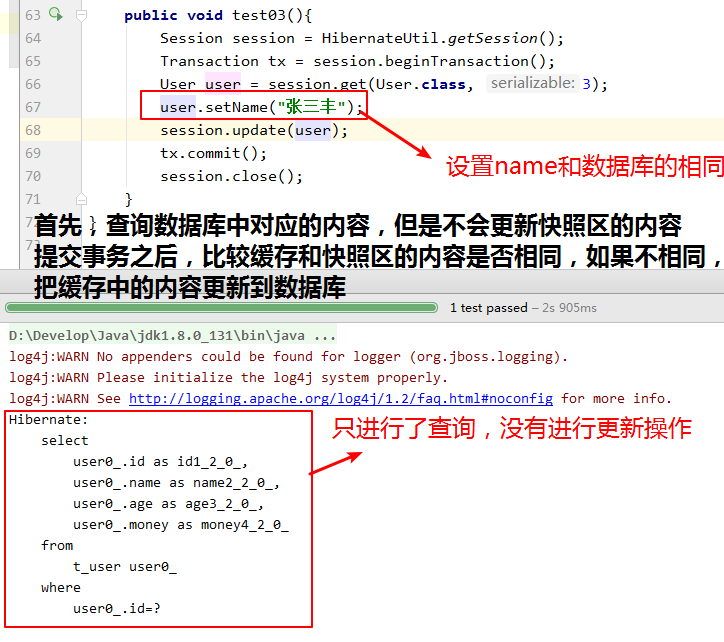 63 public void test03(){
64 Session session = HibernateUtil.getSession();
65 Transaction tx = session.beginTransaction();
66 User user = session.get(User.class, serializable: 3);
67 user.setName("张三丰");
68 session.update(user);
设置name和数据库的相同
69 tx.commit();
70 session.close();
71 }
首先 } 查询数据库中对应的内容，但是不会更新快照区的内容
提交事务之后，比较缓存和快照区的内容是否相同，如果不相同，
把缓存中的内容更新到数据库
1 test passed – 2s 905ms
D:\Develop\Java\jdk1.8.0_131\bin\java ...
log4j:WARN No appenders could be found for logger (org.jboss.logging).
log4j:WARN Please initialize the log4j system properly.
log4j:WARN See http://logging.apache.org/log4j/1.2/faq.html#noconfig for more info.
Hibernate:
只进行了查询，没有进行更新操作
select
user0_.id as id1_2_0_,
user0_.name as name2_2_0_,
user0_.age as age3_2_0_,
user0_.money as money4_2_0_
from
t_user user0_
where
user0_.id=?